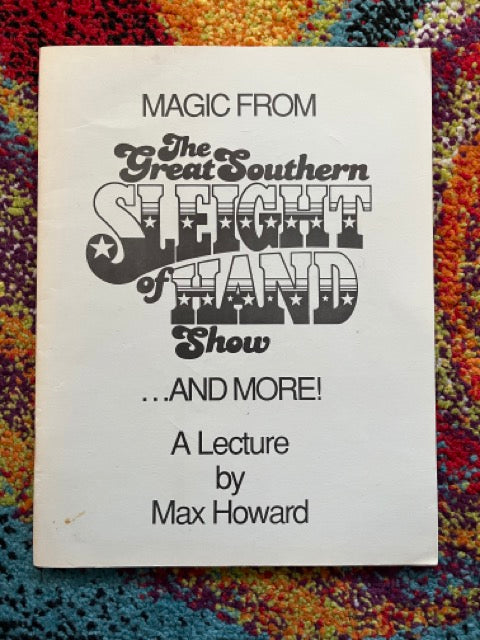 MAGIC FROM
The
Great Southern
SLEIGHT
of HAND
Show
...AND MORE!
A Lecture
by
Max Howard